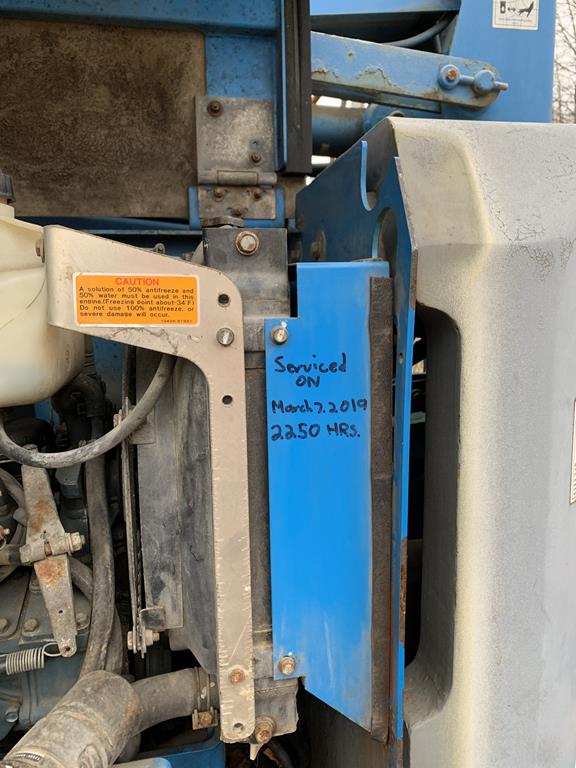 CAUTION
A solution of 50% antifreeze and
50% water must be used in this
engine.(Freezing point about-34 F)
Do not use 100% antifreeze, or
severe damage will occur.
Serviced
ON
March 7. 2019
2250 HRs.